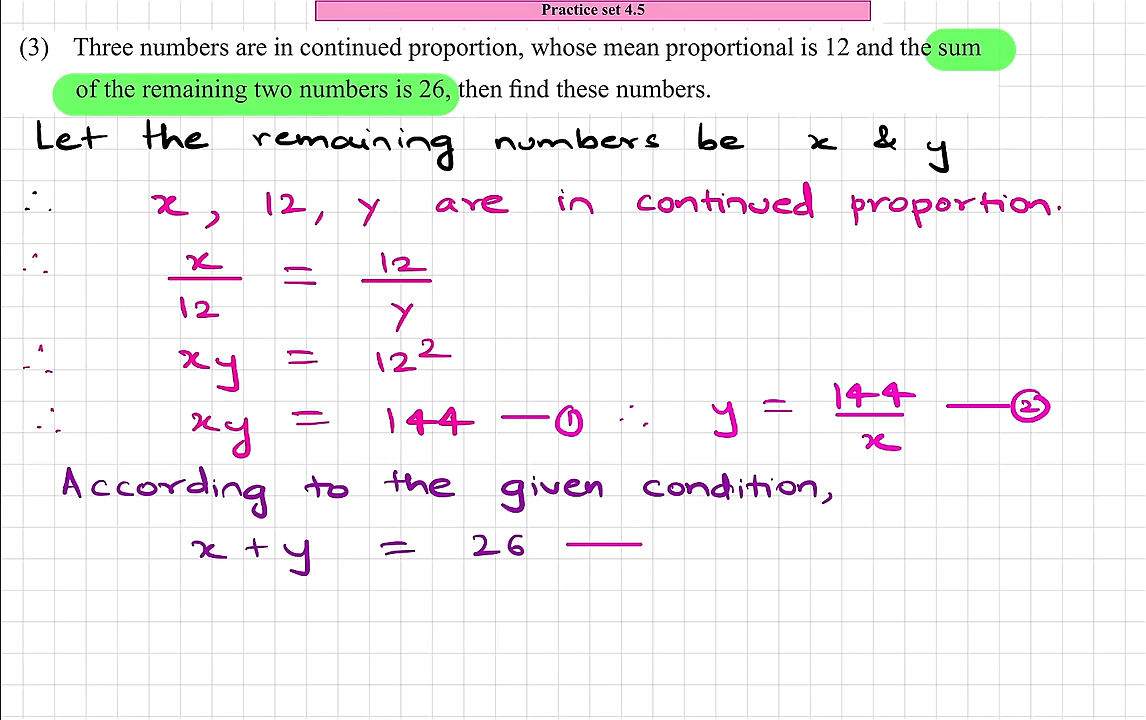 Practice set 4.5
(3) Three numbers are in continued proportion, whose mean proportional is 12 and the sum
of the remaining two numbers is 26, then find these numbers.
Let the remaining numbers be x & y
∴ x, 12, y are in continued proportion.
∴ x/12 = 12/y
∴ xy = 12²
∴ xy = 144 — ① ∴ y = 144/x — ②
According to the given condition,
x + y = 26 —